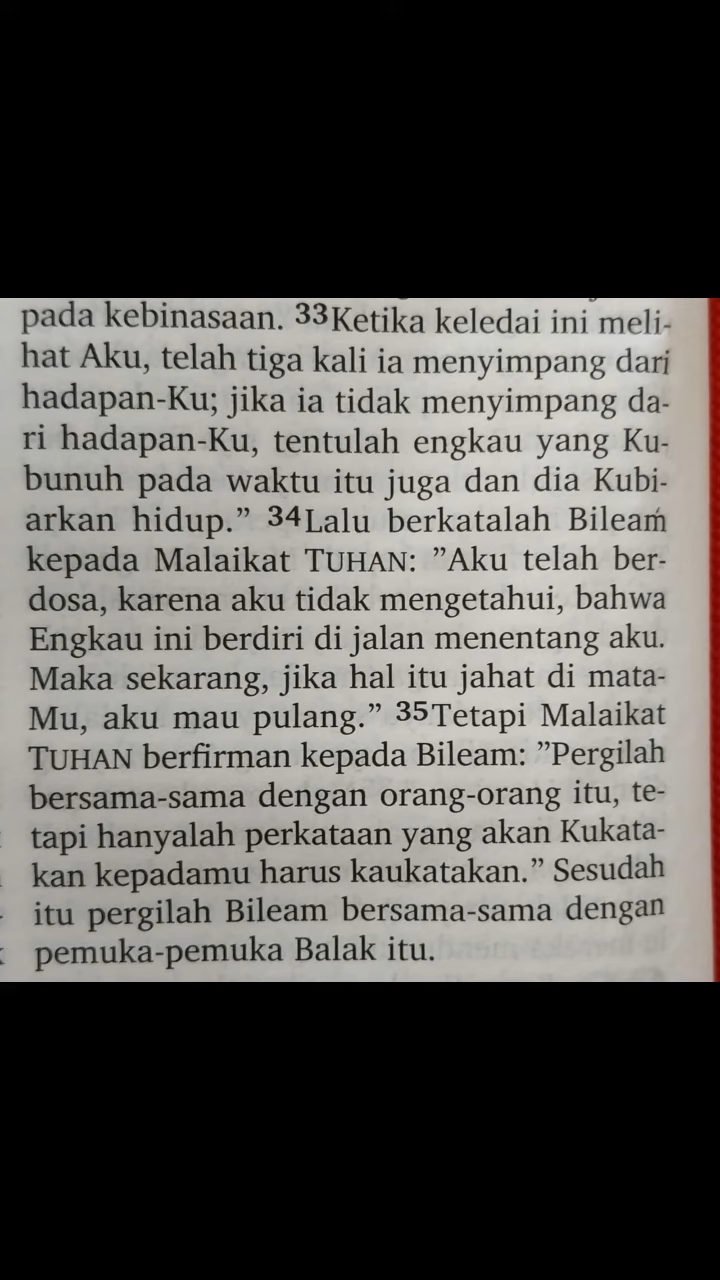 pada kebinasaan. 33Ketika keledai ini meli-
hat Aku, telah tiga kali ia menyimpang dari
hadapan-Ku; jika ia tidak menyimpang da-
ri hadapan-Ku, tentulah engkau yang Ku-
bunuh pada waktu itu juga dan dia Kubi-
arkan hidup.” 34Lalu berkatalah Bileam
kepada Malaikat TUHAN: ”Aku telah ber-
dosa, karena aku tidak mengetahui, bahwa
Engkau ini berdiri di jalan menentang aku.
Maka sekarang, jika hal itu jahat di mata-
Mu, aku mau pulang.” 35Tetapi Malaikat
TUHAN berfirman kepada Bileam: ”Pergilah
bersama-sama dengan orang-orang itu, te-
tapi hanyalah perkataan yang akan Kukata-
kan kepadamu harus kaukatakan.” Sesudah
itu pergilah Bileam bersama-sama dengan
pemuka-pemuka Balak itu.